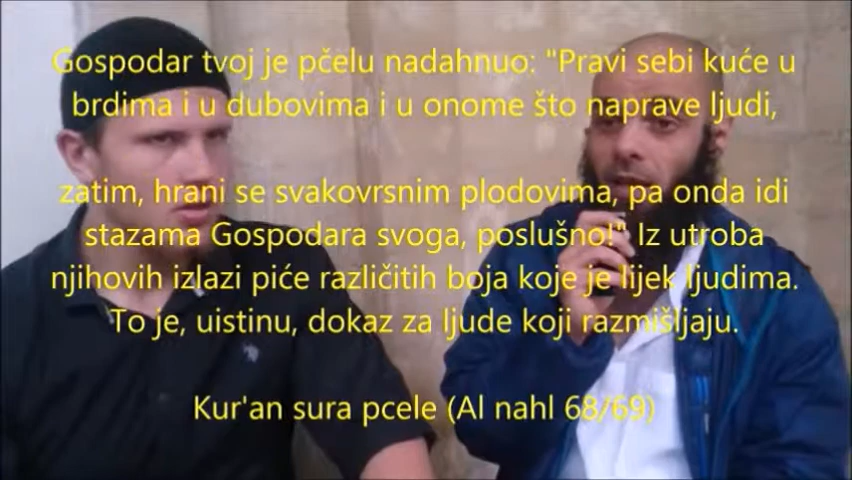 Gospodar tvoj je pčelu nadahnuo: "Pravi sebi kuće u
brdima i u dubovima i u onome što naprave ljudi,
zatim, hrani se svakovrsnim plodovima, pa onda idi
stazama Gospodara svoga, poslušno!" Iz utroba
njihovih izlazi piće različitih boja koje je lijek ljudima.
To je, uistinu, dokaz za ljude koji razmišljaju.
Kur'an sura pcele (Al nahl 68/69)